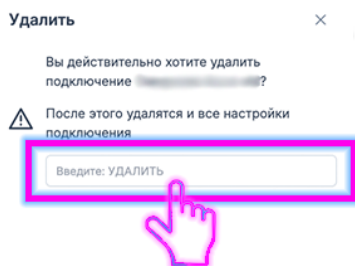 Удалить
Вы действительно хотите удалить
подключение ?
После этого удалятся и все настройки
подключения
Введите: УДАЛИТЬ